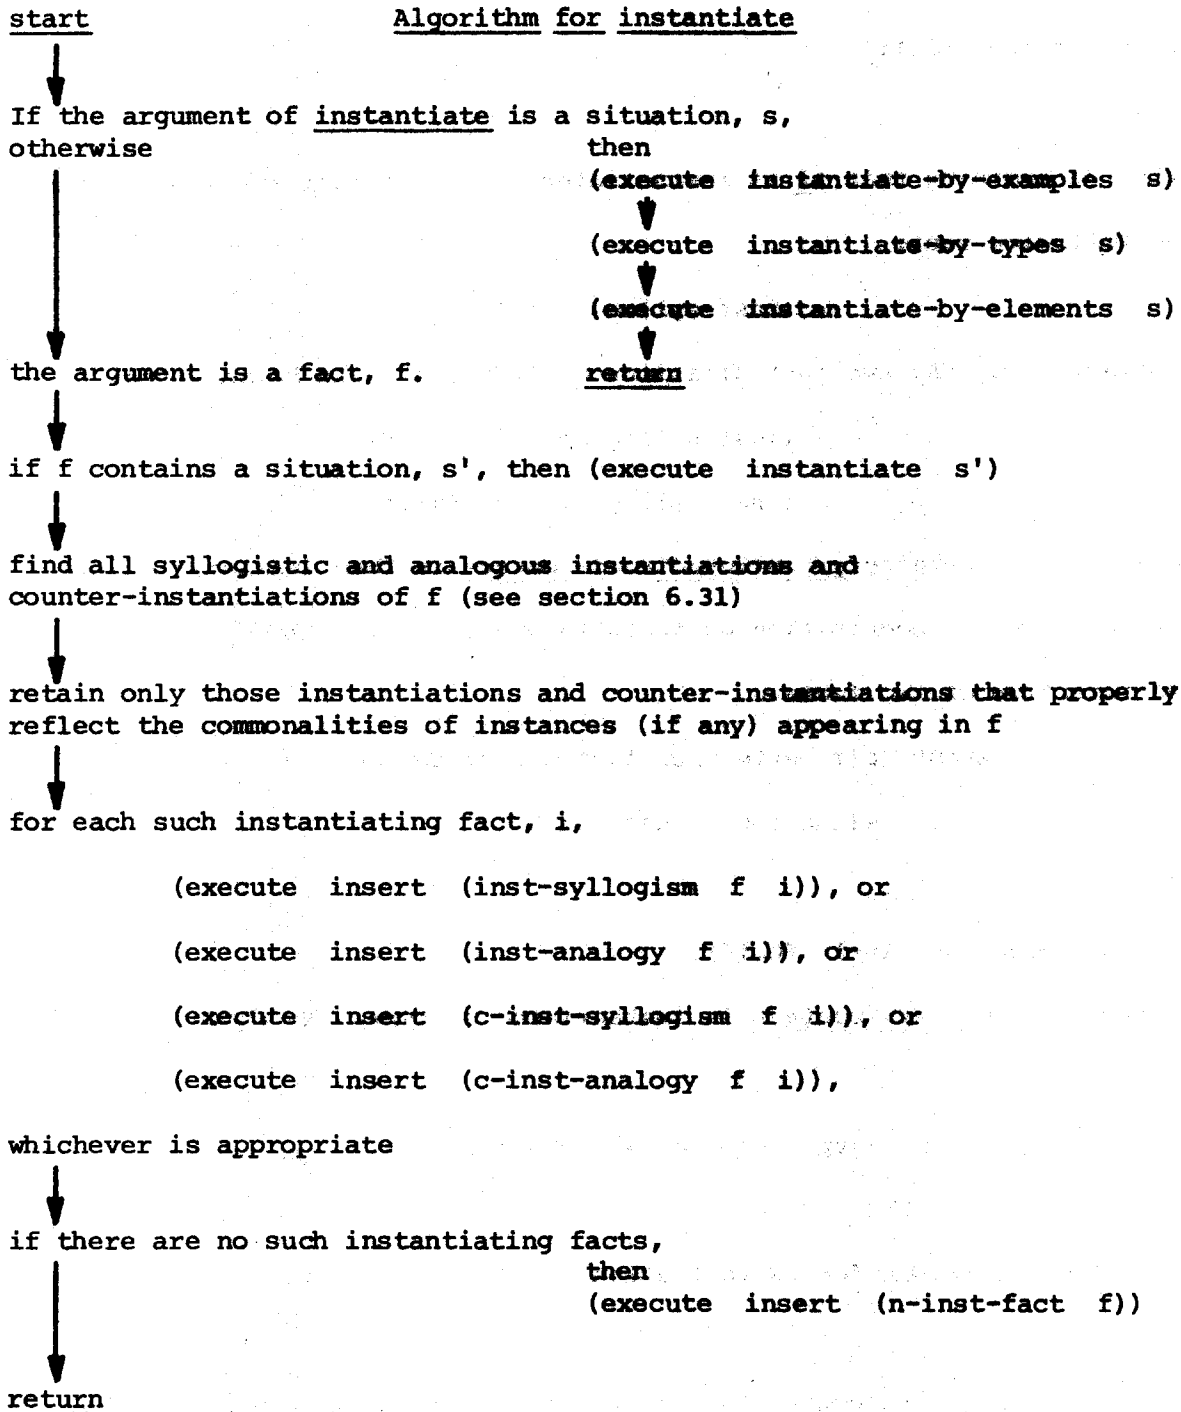 start Algorithm for instantiate
If the argument of instantiate is a situation, s,
otherwise then
(execute instantiate-by-examples s)
(execute instantiate-by-types s)
(execute instantiate-by-elements s)
the argument is a fact, f. return
if f contains a situation, s', then (execute instantiate s')
find all syllogistic and analogous instantiations and
counter-instantiations of f (see section 6.31)
retain only those instantiations and counter-instantiations that properly
reflect the commonalities of instances (if any) appearing in f
for each such instantiating fact, i,
(execute insert (inst-syllogism f i)), or
(execute insert (inst-analogy f i)), or
(execute insert (c-inst-syllogism f i)), or
(execute insert (c-inst-analogy f i)),
whichever is appropriate
if there are no such instantiating facts,
then
(execute insert (n-inst-fact f))
return